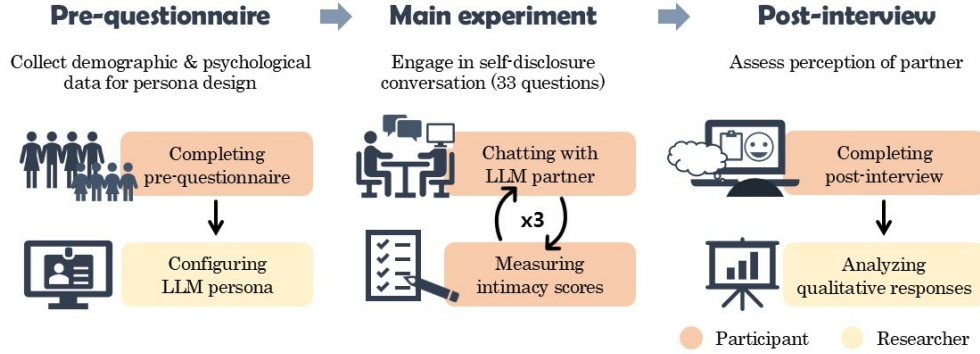 Pre-questionnaire
Main experiment
Post-interview
Collect demographic & psychological
data for persona design
Engage in self-disclosure
conversation (33 questions)
Assess perception of partner
Completing
pre-questionnaire
Configuring
LLM persona
Chatting with
LLM partner
x3
Measuring
intimacy scores
Completing
post-interview
Analyzing
qualitative responses
Participant
Researcher